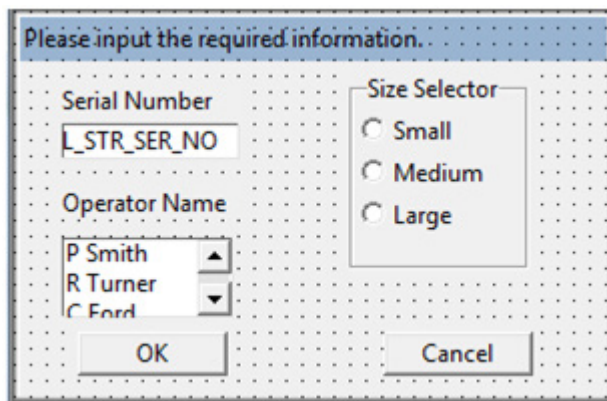 Please input the required information.
Serial Number
L_STR_SER_NO
Operator Name
P Smith
R Turner
C Ford
OK
Size Selector
Small
Medium
Large
Cancel